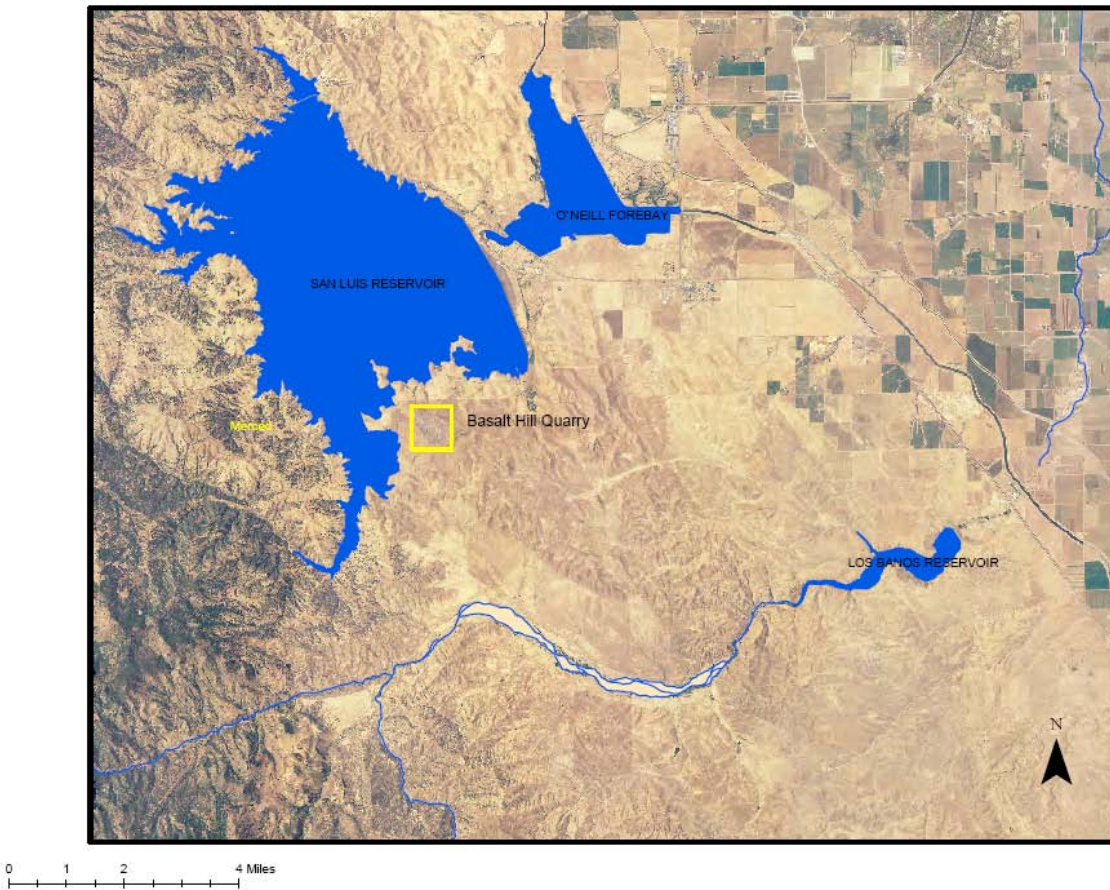 O'NEILL FOREBAY
SAN LUIS RESERVOIR
Basalt Hill Quarry
Merced
LOS BANOS RESERVOIR
N
0 1 2 4 Miles